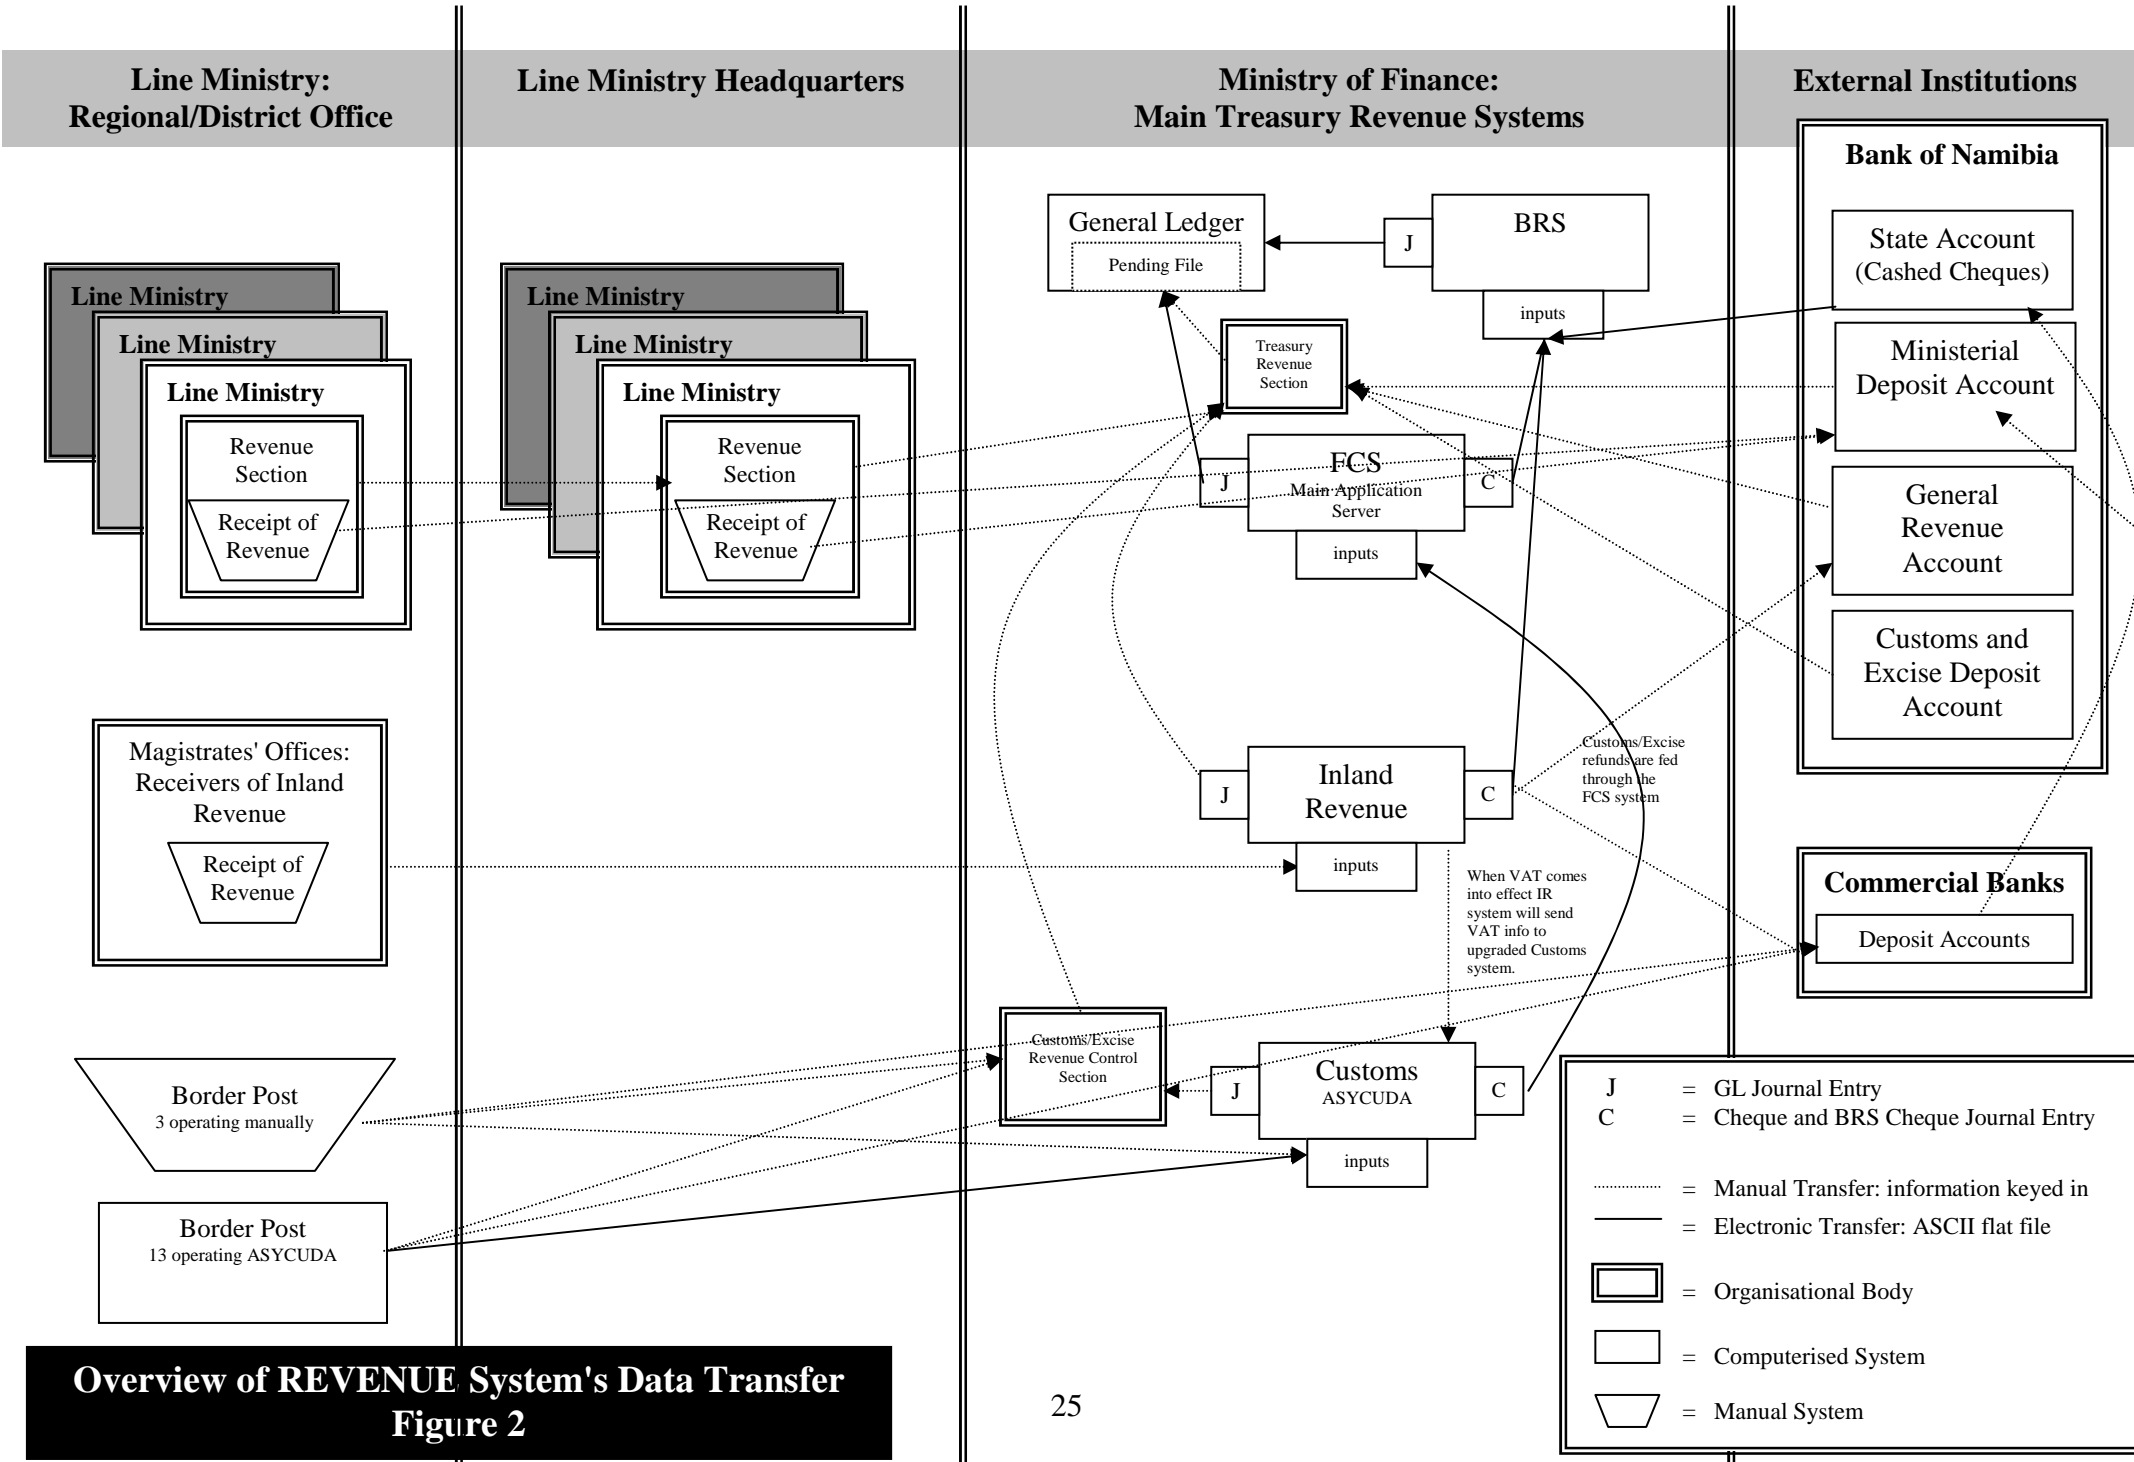 Line Ministry:
Regional/District Office
Line Ministry Headquarters
Ministry of Finance:
Main Treasury Revenue Systems
External Institutions
Line Ministry
Line Ministry
Line Ministry
Revenue
Section
Receipt of
Revenue
Magistrates' Offices:
Receivers of Inland
Revenue
Receipt of
Revenue
Border Post
3 operating manually
Border Post
13 operating ASYCUDA
Line Ministry
Line Ministry
Line Ministry
Revenue
Section
Receipt of
Revenue
General Ledger
Pending File
J
BRS
inputs
Treasury
Revenue
Section
J
FCS
Main Application
Server
C
inputs
J
Inland
Revenue
C
inputs
Customs/Excise
refunds are fed
through the
FCS system
When VAT comes
into effect IR
system will send
VAT info to
upgraded Customs
system.
Customs/Excise
Revenue Control
Section
J
Customs
ASYCUDA
C
inputs
Bank of Namibia
State Account
(Cashed Cheques)
Ministerial
Deposit Account
General
Revenue
Account
Customs and
Excise Deposit
Account
Commercial Banks
Deposit Accounts
J = GL Journal Entry
C = Cheque and BRS Cheque Journal Entry
= Manual Transfer: information keyed in
= Electronic Transfer: ASCII flat file
= Organisational Body
= Computerised System
= Manual System
Overview of REVENUE System's Data Transfer
Figure 2
25